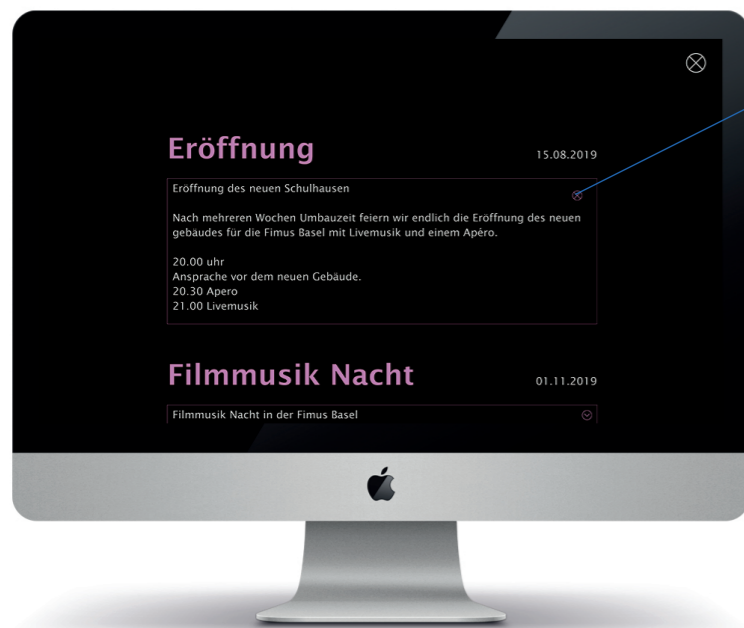 Eröffnung
15.08.2019
Eröffnung des neuen Schulhausen
Nach mehreren Wochen Umbauzeit feiern wir endlich die Eröffnung des neuen
gebäudes für die Fimus Basel mit Livemusik und einem Apéro.
20.00 uhr
Ansprache vor dem neuen Gebäude.
20.30 Apero
21.00 Livemusik
Filmmusik Nacht
01.11.2019
Filmmusik Nacht in der Fimus Basel